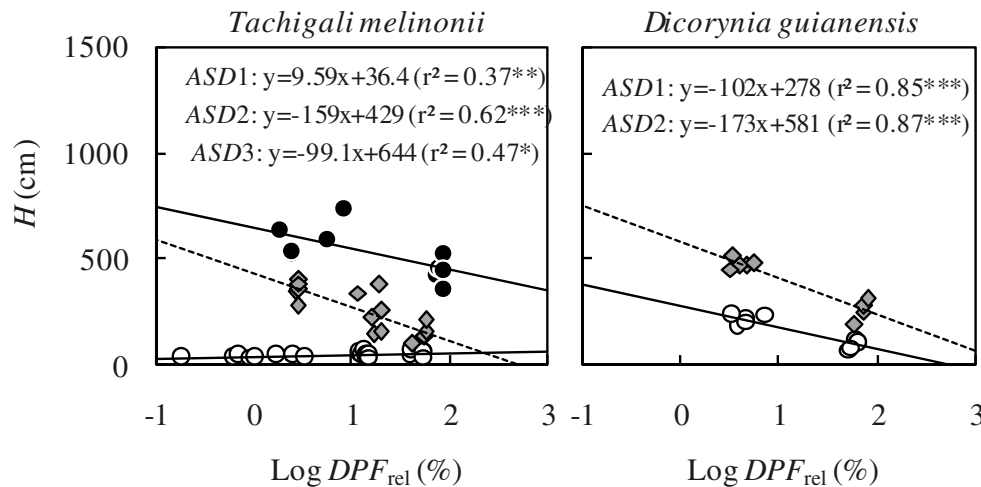 Tachigali melinonii
Dicorynia guianensis
1500
1000
500
0
H (cm)
ASD1: y=9.59x+36.4 (r²=0.37**)
ASD2: y=-159x+429 (r²=0.62***)
ASD3: y=-99.1x+644 (r²=0.47*)
ASD1: y=-102x+278 (r²=0.85***)
ASD2: y=-173x+581 (r²=0.87***)
-1 0 1 2 3
-1 0 1 2 3
Log DPFrel (%)
Log DPFrel (%)